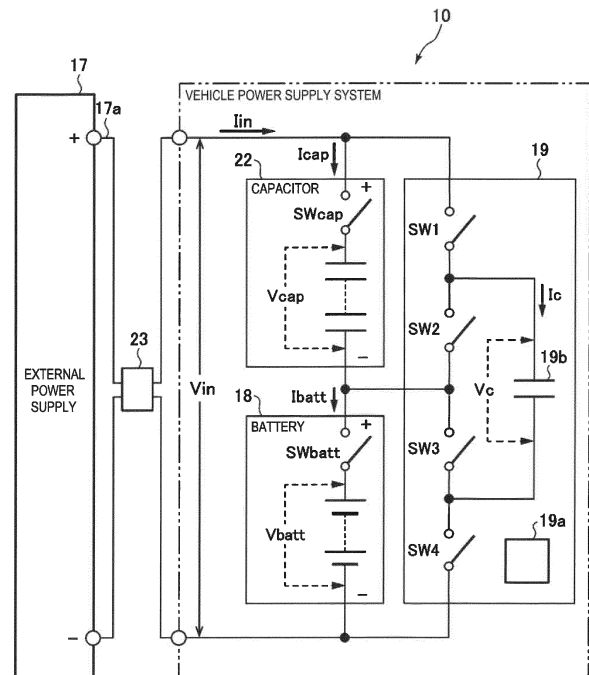 10
17
17a
VEHICLE POWER SUPPLY SYSTEM
Iin
+
Icap
22
19
CAPACITOR
+
SWcap
SW1
Vcap
Ic
SW2
23
19b
EXTERNAL
POWER
SUPPLY
Vin
−
Vc
18
Ibatt
BATTERY
+
SWbatt
SW3
Vbatt
19a
SW4
−
−